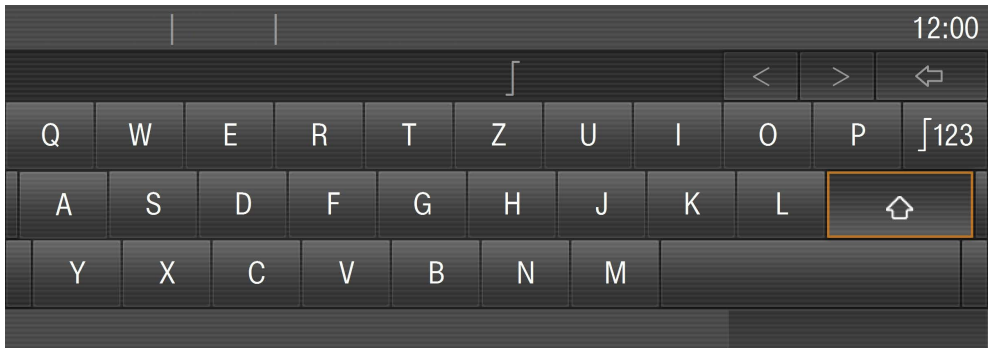 12:00
< >
Q W E R T Z U I O P ⌠123
A S D F G H J K L
Y X C V B N M